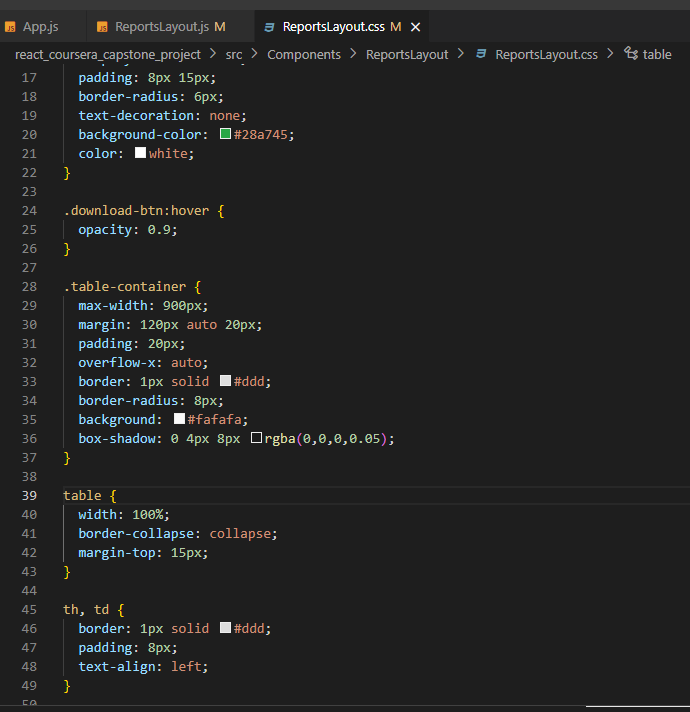 App.js
ReportsLayout.js M
ReportsLayout.css M
react_coursera_capstone_project > src > Components > ReportsLayout > ReportsLayout.css > table
17 padding: 8px 15px;
18 border-radius: 6px;
19 text-decoration: none;
20 background-color: #28a745;
21 color: white;
22 }
23
24 .download-btn:hover {
25 opacity: 0.9;
26 }
27
28 .table-container {
29 max-width: 900px;
30 margin: 120px auto 20px;
31 padding: 20px;
32 overflow-x: auto;
33 border: 1px solid #ddd;
34 border-radius: 8px;
35 background: #fafafa;
36 box-shadow: 0 4px 8px rgba(0,0,0,0.05);
37 }
38
39 table {
40 width: 100%;
41 border-collapse: collapse;
42 margin-top: 15px;
43 }
44
45 th, td {
46 border: 1px solid #ddd;
47 padding: 8px;
48 text-align: left;
49 }
50